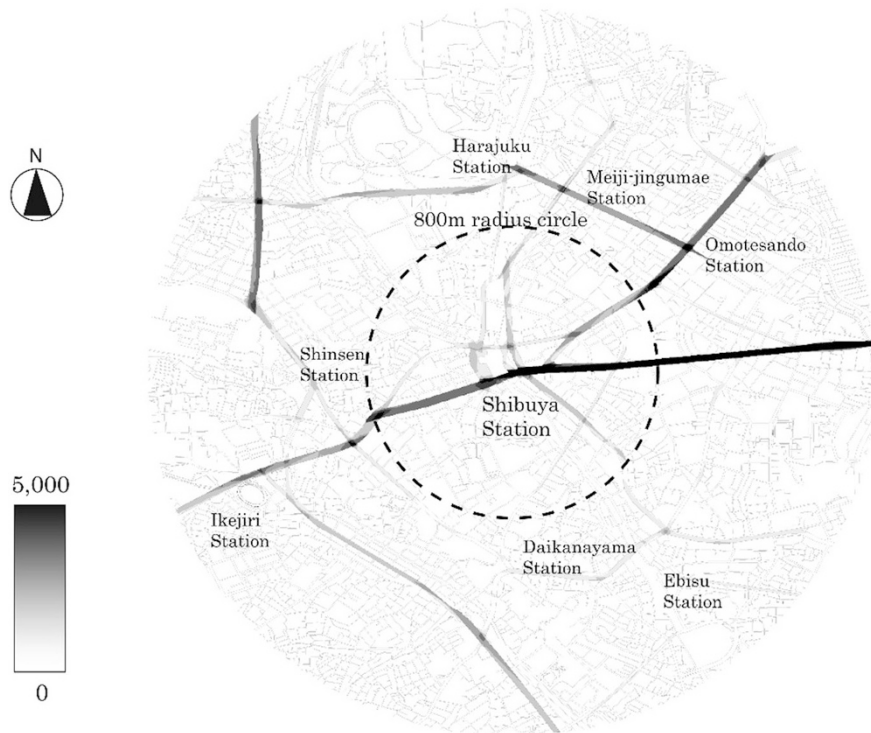 N
Harajuku
Station
Meiji-jingumae
Station
800m radius circle
Omotesando
Station
Shinsen
Station
Shibuya
Station
5,000
0
Ikejiri
Station
Daikanayama
Station
Ebisu
Station